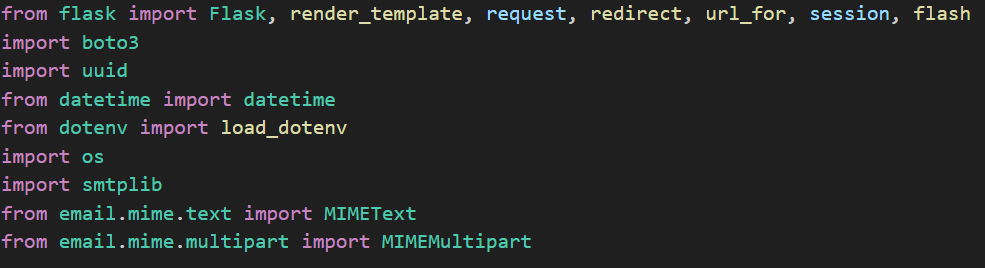 from flask import Flask, render_template, request, redirect, url_for, session, flash
import boto3
import uuid
from datetime import datetime
from dotenv import load_dotenv
import os
import smtplib
from email.mime.text import MIMEText
from email.mime.multipart import MIMEMultipart